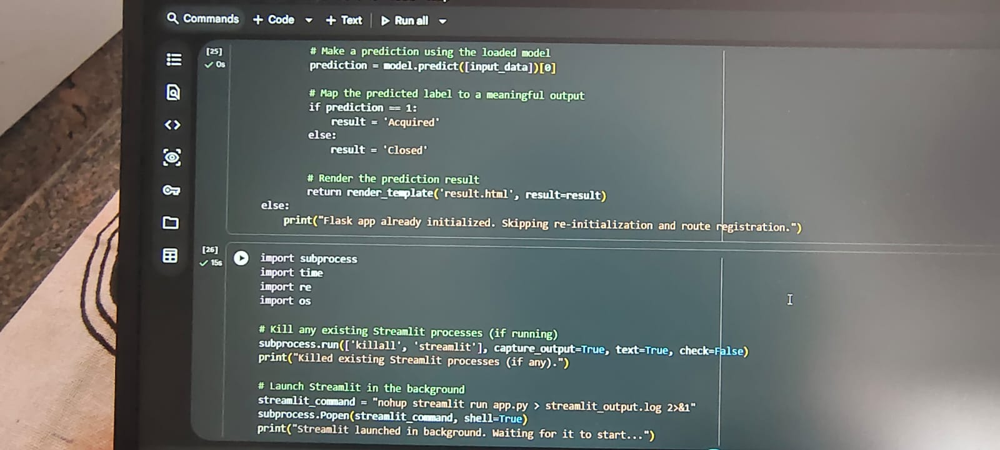 Commands + Code + Text Run all
[25]
0s
# Make a prediction using the loaded model
prediction = model.predict([input_data])[0]
# Map the predicted label to a meaningful output
if prediction == 1:
result = 'Acquired'
else:
result = 'Closed'
# Render the prediction result
return render_template('result.html', result=result)
else:
print("Flask app already initialized. Skipping re-initialization and route registration.")
[26]
15s
import subprocess
import time
import re
import os
# Kill any existing Streamlit processes (if running)
subprocess.run(['killall', 'streamlit'], capture_output=True, text=True, check=False)
print("Killed existing Streamlit processes (if any).")
# Launch Streamlit in the background
streamlit_command = "nohup streamlit run app.py > streamlit_output.log 2>&1"
subprocess.Popen(streamlit_command, shell=True)
print("Streamlit launched in background. Waiting for it to start...")